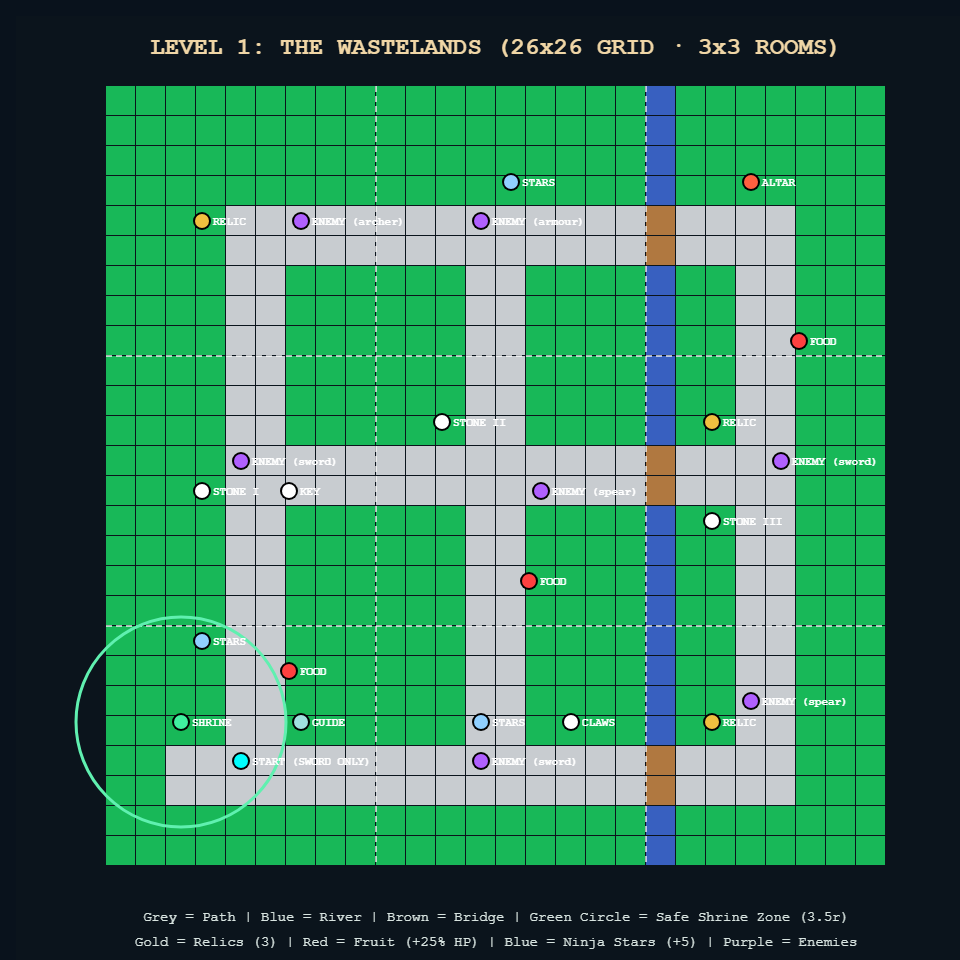 LEVEL 1: THE WASTELANDS (26x26 GRID · 3x3 ROOMS)
STARS
ALTAR
RELIC
ENEMY (archer)
ENEMY (armour)
FOOD
STONE II
RELIC
ENEMY (sword)
ENEMY (sword)
STONE I
KEY
ENEMY (spear)
STONE III
FOOD
STARS
FOOD
ENEMY (spear)
SHRINE
GUIDE
STARS
CLAWS
RELIC
START (SWORD ONLY)
ENEMY (sword)
Grey = Path | Blue = River | Brown = Bridge | Green Circle = Safe Shrine Zone (3.5r)
Gold = Relics (3) | Red = Fruit (+25% HP) | Blue = Ninja Stars (+5) | Purple = Enemies